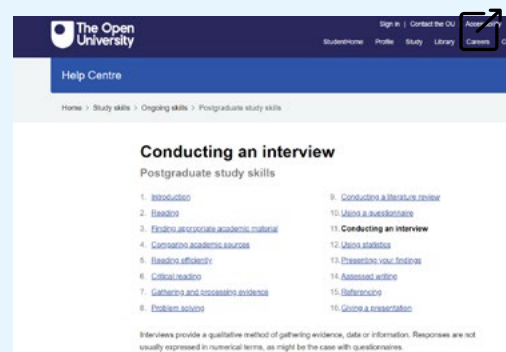 The Open
University
Sign in | Contact the OU | Accessibility
StudentHome Profile Study Library Careers
Help Centre
Home > Study skills > Ongoing skills > Postgraduate study skills
Conducting an interview
Postgraduate study skills
1. Introduction
2. Reading
3. Finding appropriate academic material
4. Comparing academic sources
5. Reading efficiently
6. Critical reading
7. Gathering and processing evidence
8. Problem solving
9. Conducting a literature review
10. Using a questionnaire
11. Conducting an interview
12. Using statistics
13. Presenting your findings
14. Assessed writing
15. Referencing
16. Giving a presentation
Interviews provide a qualitative method of gathering evidence, data or information. Responses are not
usually expressed in numerical terms, as might be the case with questionnaires.